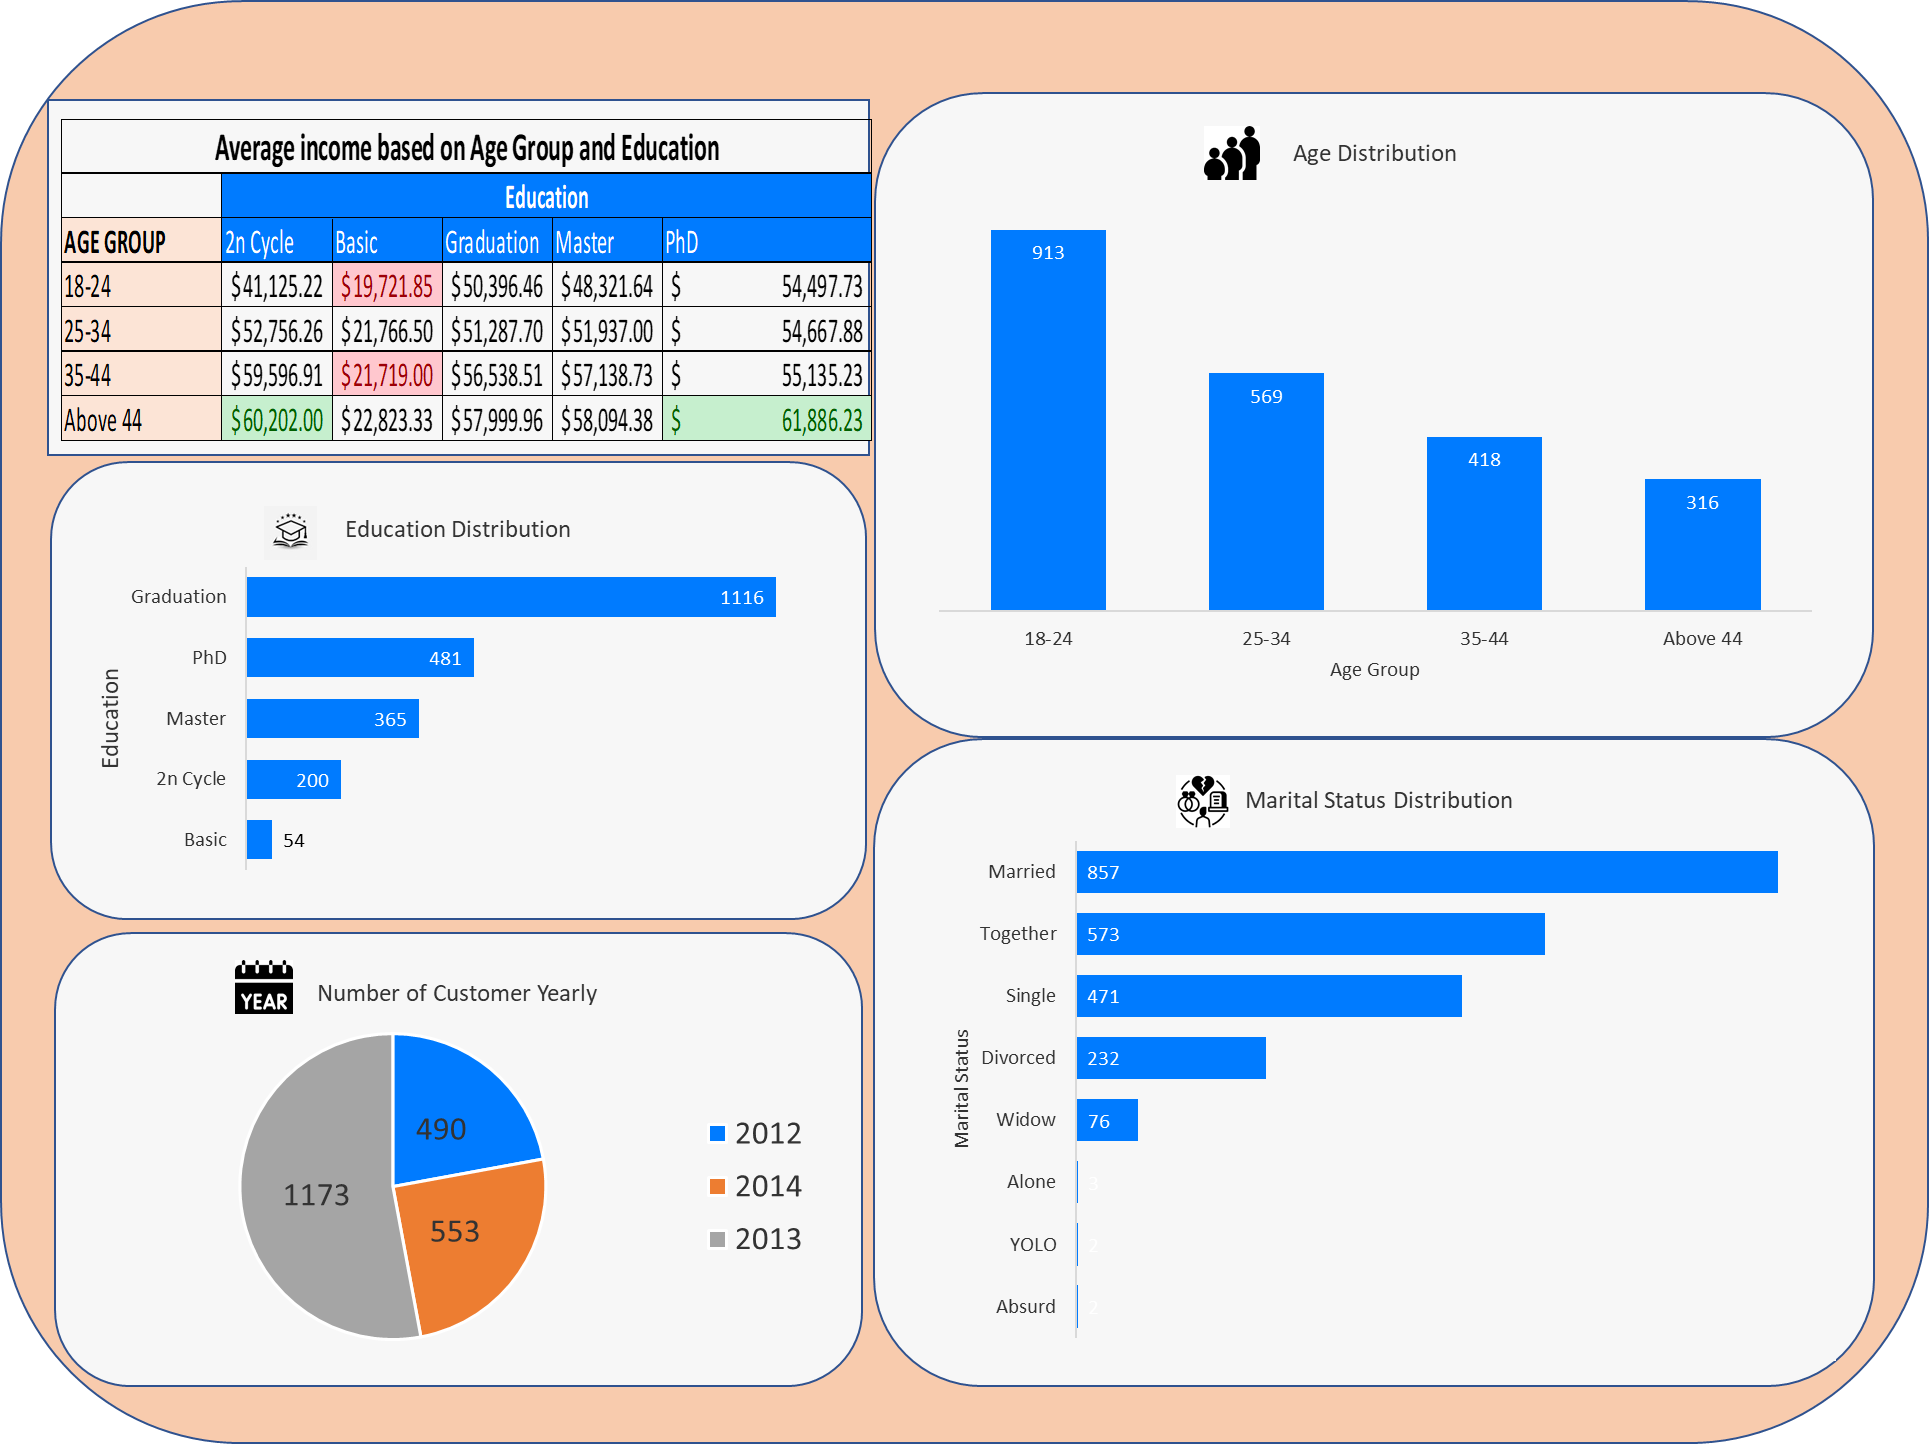 Average income based on Age Group and Education
Education
AGE GROUP 2n Cycle Basic Graduation Master PhD
18-24 $41,125.22 $19,721.85 $50,396.46 $48,321.64 $ 54,497.73
25-34 $52,756.26 $21,766.50 $51,287.70 $51,937.00 $ 54,667.88
35-44 $59,596.91 $21,719.00 $56,538.51 $57,138.73 $ 55,135.23
Above 44 $60,202.00 $22,823.33 $57,999.96 $58,094.38 $ 61,886.23
Age Distribution
913
569
418
316
18-24 25-34 35-44 Above 44
Age Group
Education Distribution
Education
Graduation 1116
PhD 481
Master 365
2n Cycle 200
Basic 54
Marital Status Distribution
Marital Status
Married 857
Together 573
Single 471
Divorced 232
Widow 76
Alone 3
YOLO 2
Absurd 2
YEAR
Number of Customer Yearly
490
1173
553
2012
2014
2013